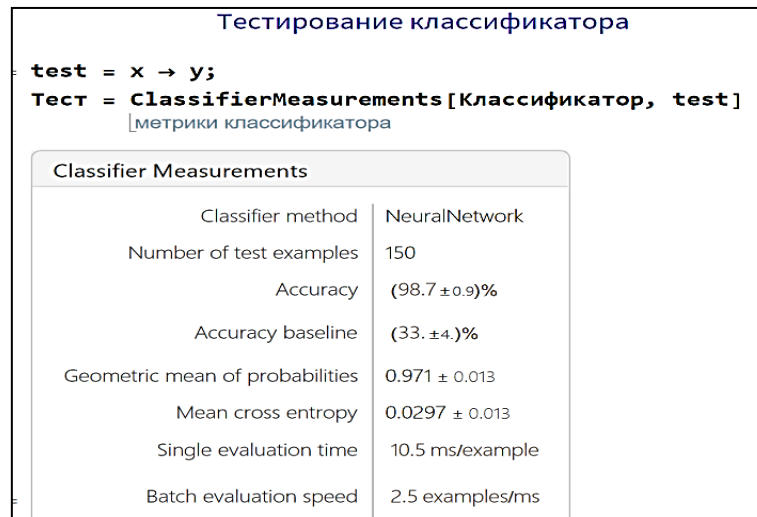 Тестирование классификатора
test = x → y;
Тест = ClassifierMeasurements[Классификатор, test]
метрики классификатора
Classifier Measurements
Classifier method NeuralNetwork
Number of test examples 150
Accuracy (98.7 ±0.9)%
Accuracy baseline (33. ±4.)%
Geometric mean of probabilities 0.971 ± 0.013
Mean cross entropy 0.0297 ± 0.013
Single evaluation time 10.5 ms/example
Batch evaluation speed 2.5 examples/ms